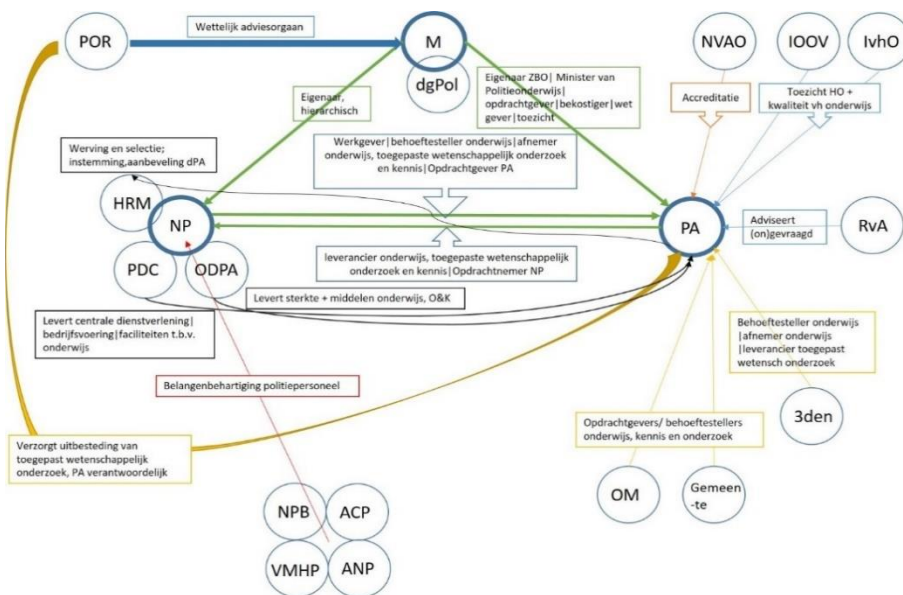 POR
Wettelijk adviesorgaan
M
dgPol
NVAO
IOOV
IvhO
Eigenaar,
hierarchisch
Eigenaar ZBO| Minister van
Politieonderwijs|
opdrachtgever|bekostiger|wet
gever|toezicht
Accreditatie
Toezicht HO +
kwaliteit vh onderwijs
Werving en selectie;
instemming,aanbeveling dPA
Werkgever|behoeftesteller onderwijs|afnemer
onderwijs, toegepaste wetenschappelijk onderzoek
en kennis|Opdrachtgever PA
HRM
NP
PA
Adviseert
(on)gevraagd
RvA
PDC
ODPA
leverancier onderwijs, toegepaste wetenschappelijk
onderzoek en kennis|Opdrachtnemer NP
Levert sterkte + middelen onderwijs, O&K
Levert centrale dienstverlening|
bedrijfsvoering|faciliteiten t.b.v.
onderwijs
Behoeftesteller onderwijs
|afnemer onderwijs
|leverancier toegepast
wetensch onderzoek
Belangenbehartiging politiepersoneel
3den
Opdrachtgevers/ behoeftestellers
onderwijs, kennis en onderzoek
Verzorgt uitbesteding van
toegepast wetenschappelijk
onderzoek, PA verantwoordelijk
OM
Gemeen
-te
NPB
ACP
VMHP
ANP